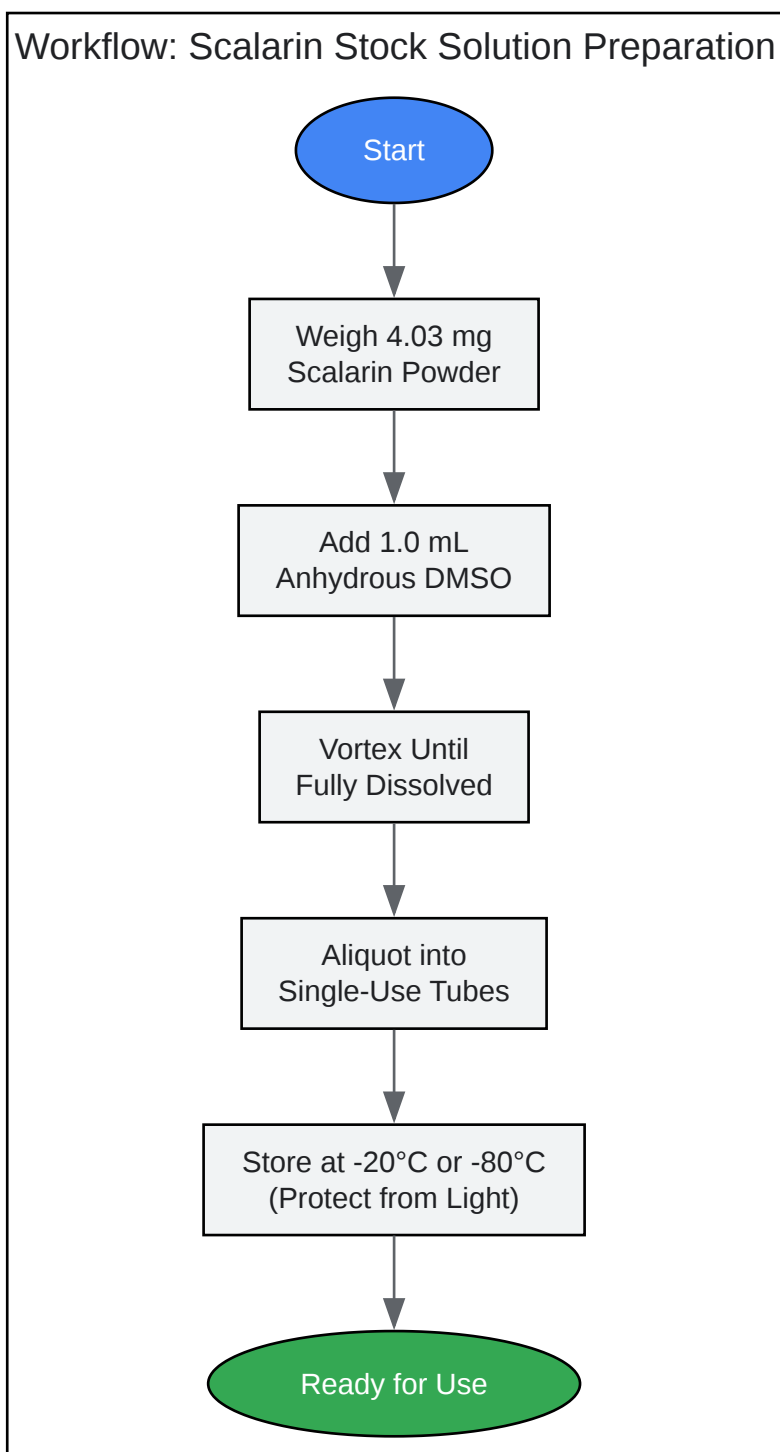 Workflow: Scalarin Stock Solution Preparation
Start
Weigh 4.03 mg
Scalarin Powder
Add 1.0 mL
Anhydrous DMSO
Vortex Until
Fully Dissolved
Aliquot into
Single-Use Tubes
Store at -20°C or -80°C
(Protect from Light)
Ready for Use